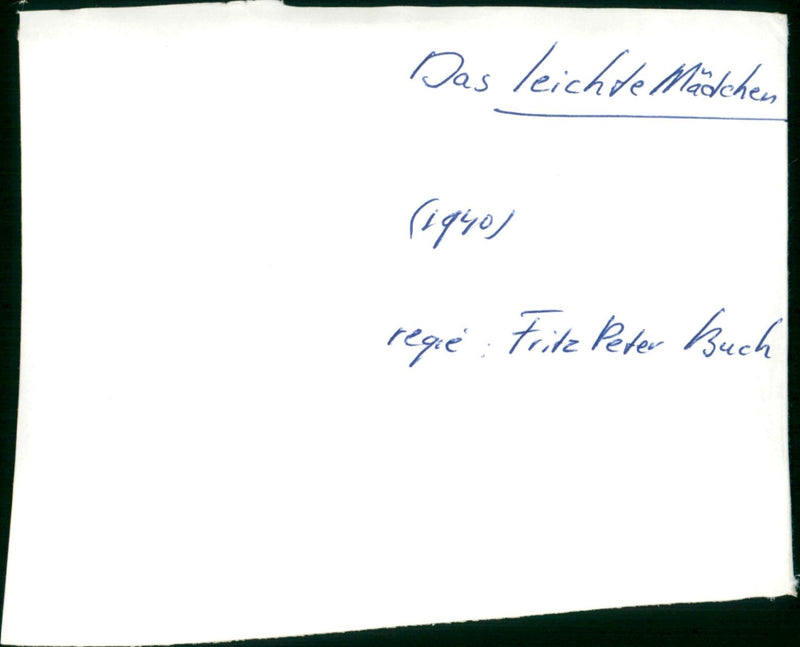 Das leichte Mädchen
(1940)
regie : Fritz Peter Buch